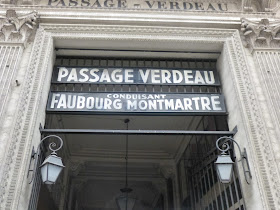 PASSAGE - VERDEAU
PASSAGE VERDEAU
CONDUISANT
FAUBOURG MONTMARTRE